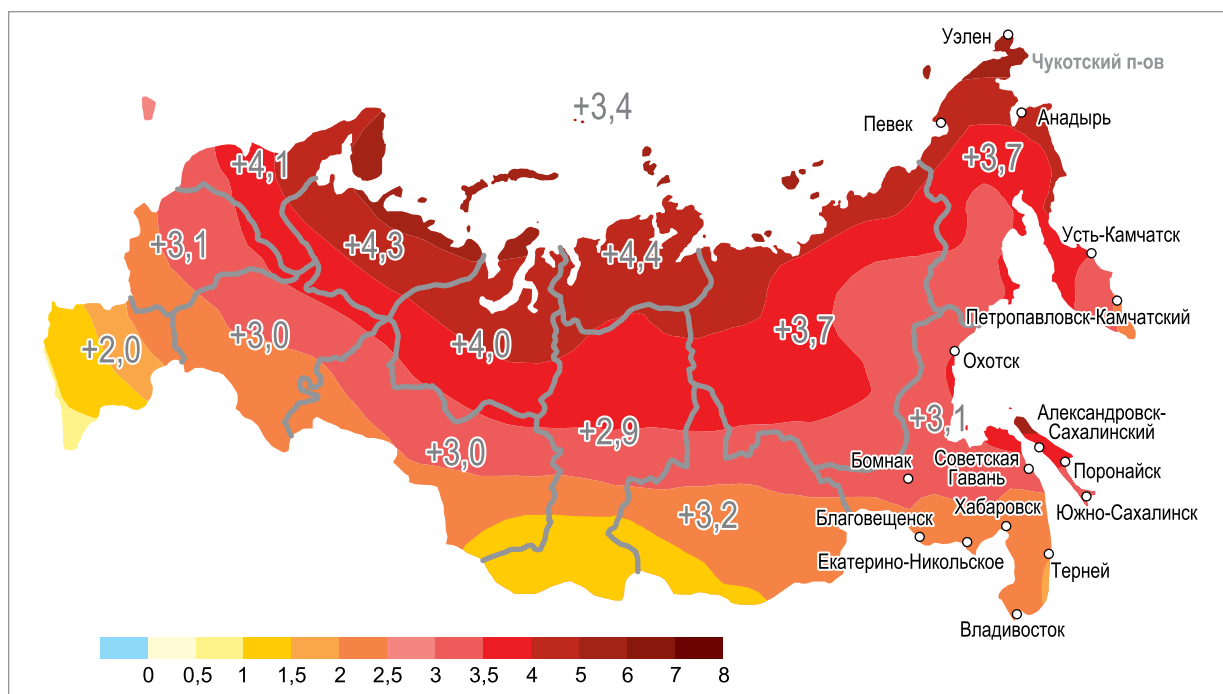 Уэлен
Чукотский п-ов
+3,4
Певек
Анадырь
+4,1
+3,7
+3,1
+4,3
+4,4
Усть-Камчатск
Петропавловск-Камчатский
+2,0
+3,0
+4,0
+3,7
Охотск
+3,0
+2,9
+3,1
Александровск-
Сахалинский
Бомнак
Советская
Гавань
Поронайск
+3,2
Южно-Сахалинск
Благовещенск
Хабаровск
Екатерино-Никольское
Терней
Владивосток
0 0,5 1 1,5 2 2,5 3 3,5 4 5 6 7 8